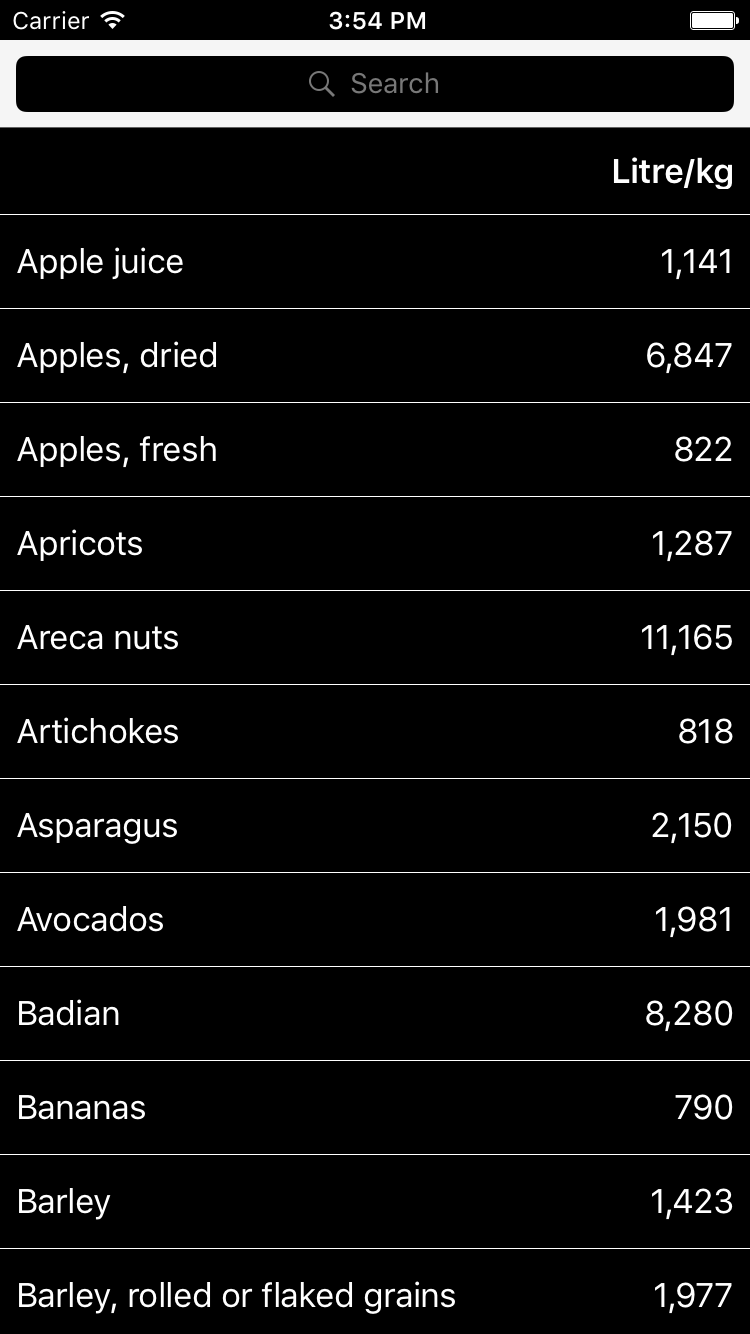 Carrier 3:54 PM
Search
Litre/kg
Apple juice 1,141
Apples, dried 6,847
Apples, fresh 822
Apricots 1,287
Areca nuts 11,165
Artichokes 818
Asparagus 2,150
Avocados 1,981
Badian 8,280
Bananas 790
Barley 1,423
Barley, rolled or flaked grains 1,977